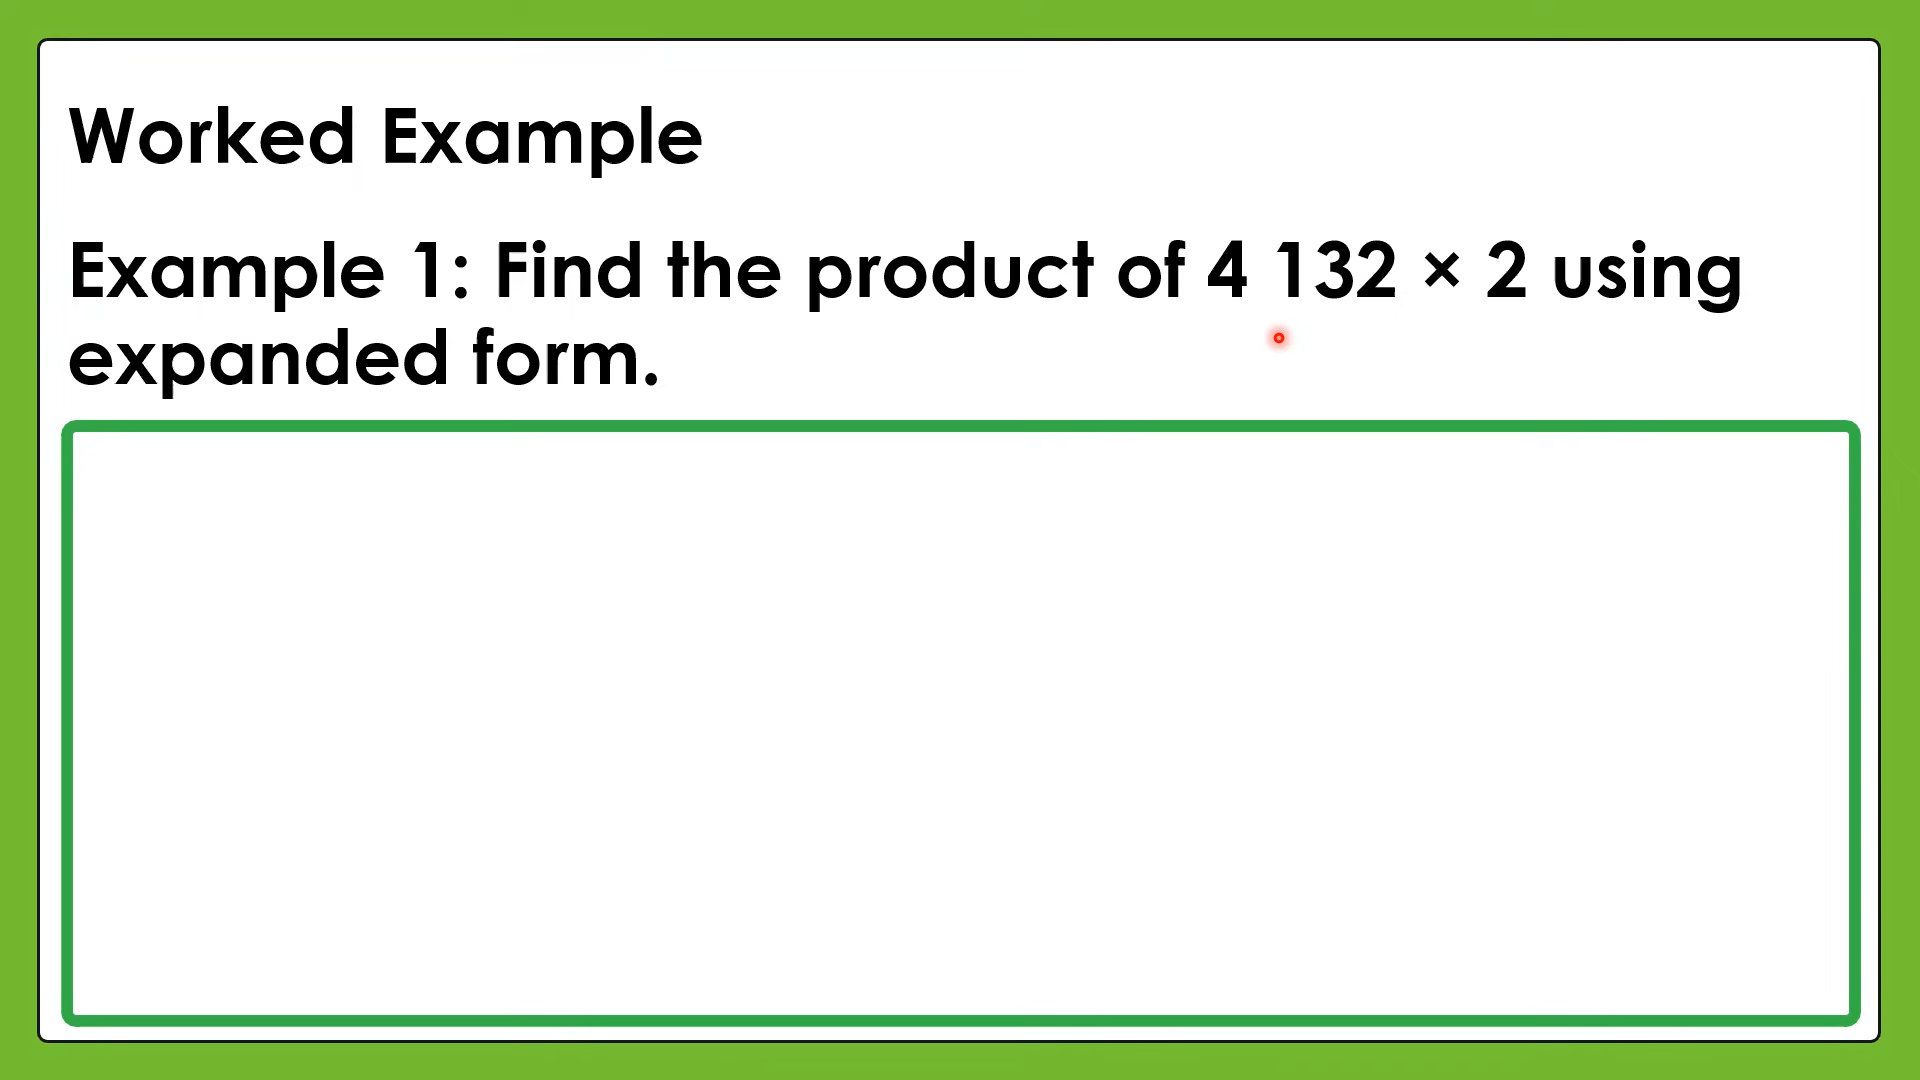 Worked Example
Example 1: Find the product of 4 132 × 2 using
expanded form.